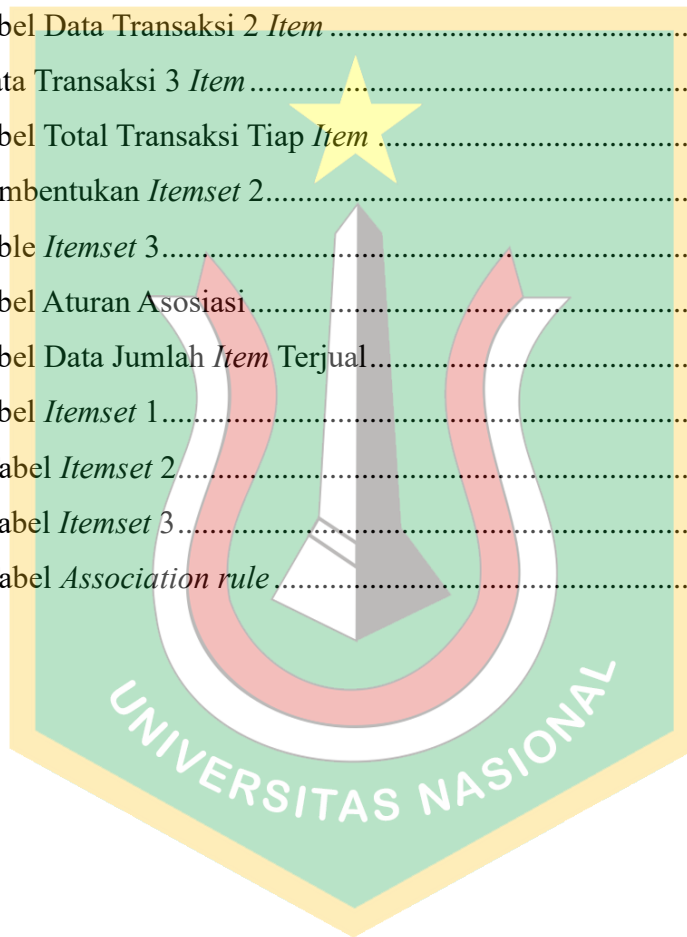 bel Data Transaksi 2 Item ..........................................................
ata Transaksi 3 Item ..........................................................
bel Total Transaksi Tiap Item ..........................................................
mbentukan Itemset 2 ..........................................................
ble Itemset 3 ..........................................................
bel Aturan Asosiasi ..........................................................
bel Data Jumlah Item Terjual ..........................................................
bel Itemset 1 ..........................................................
abel Itemset 2 ..........................................................
abel Itemset 3 ..........................................................
abel Association rule ..........................................................
UNIVERSITAS NASIONAL